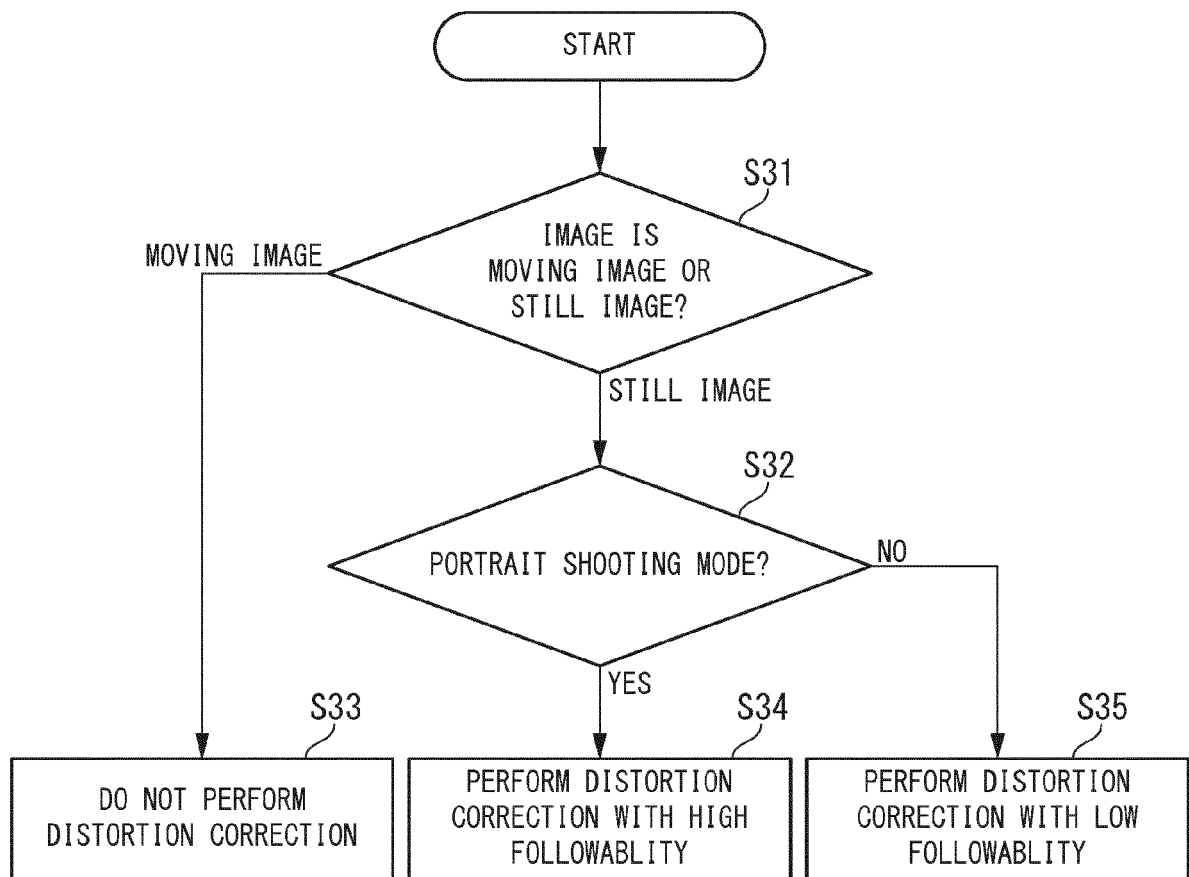 START
S31
IMAGE IS
MOVING IMAGE OR
STILL IMAGE?
MOVING IMAGE
STILL IMAGE
S32
PORTRAIT SHOOTING MODE?
NO
YES
S33
DO NOT PERFORM
DISTORTION CORRECTION
S34
PERFORM DISTORTION
CORRECTION WITH HIGH
FOLLOWABLITY
S35
PERFORM DISTORTION
CORRECTION WITH LOW
FOLLOWABLITY